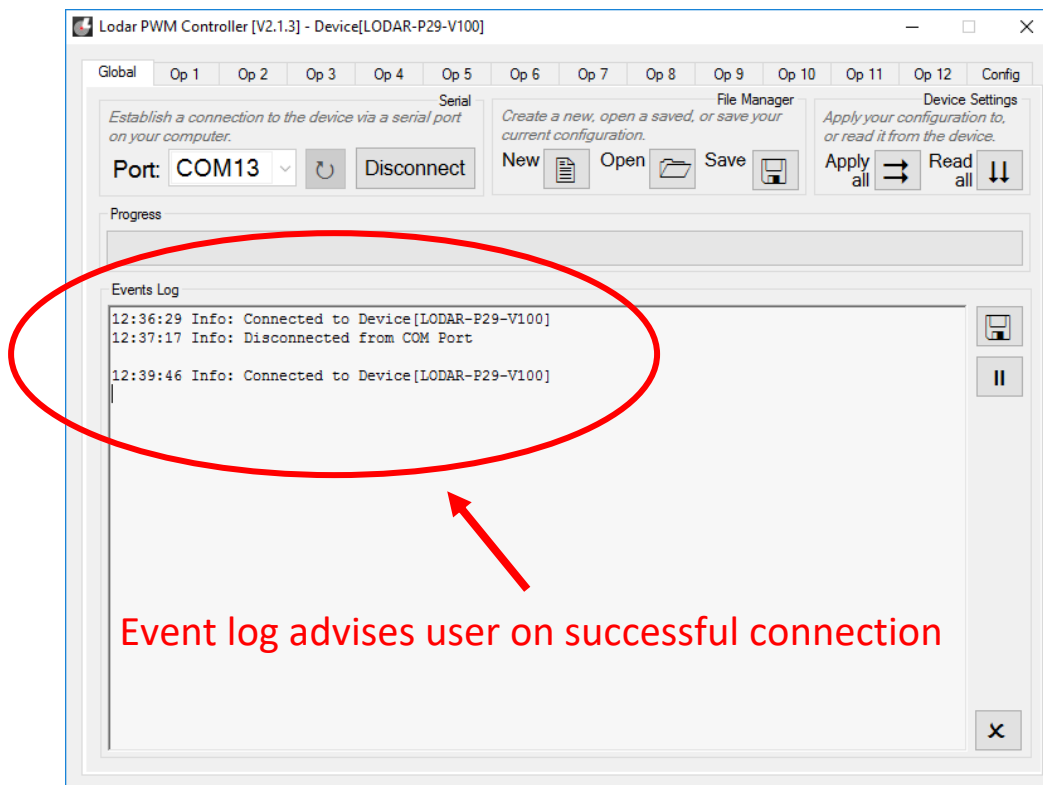 Lodar PWM Controller [V2.1.3] - Device[LODAR-P29-V100]
Global Op 1 Op 2 Op 3 Op 4 Op 5 Op 6 Op 7 Op 8 Op 9 Op 10 Op 11 Op 12 Config
Serial
Establish a connection to the device via a serial port
on your computer.
Port: COM13 Disconnect
File Manager
Create a new, open a saved, or save your
current configuration.
New Open Save
Device Settings
Apply your configuration to,
or read it from the device.
Apply all Read all
Progress
Events Log
12:36:29 Info: Connected to Device[LODAR-P29-V100]
12:37:17 Info: Disconnected from COM Port
12:39:46 Info: Connected to Device[LODAR-P29-V100]
Event log advises user on successful connection